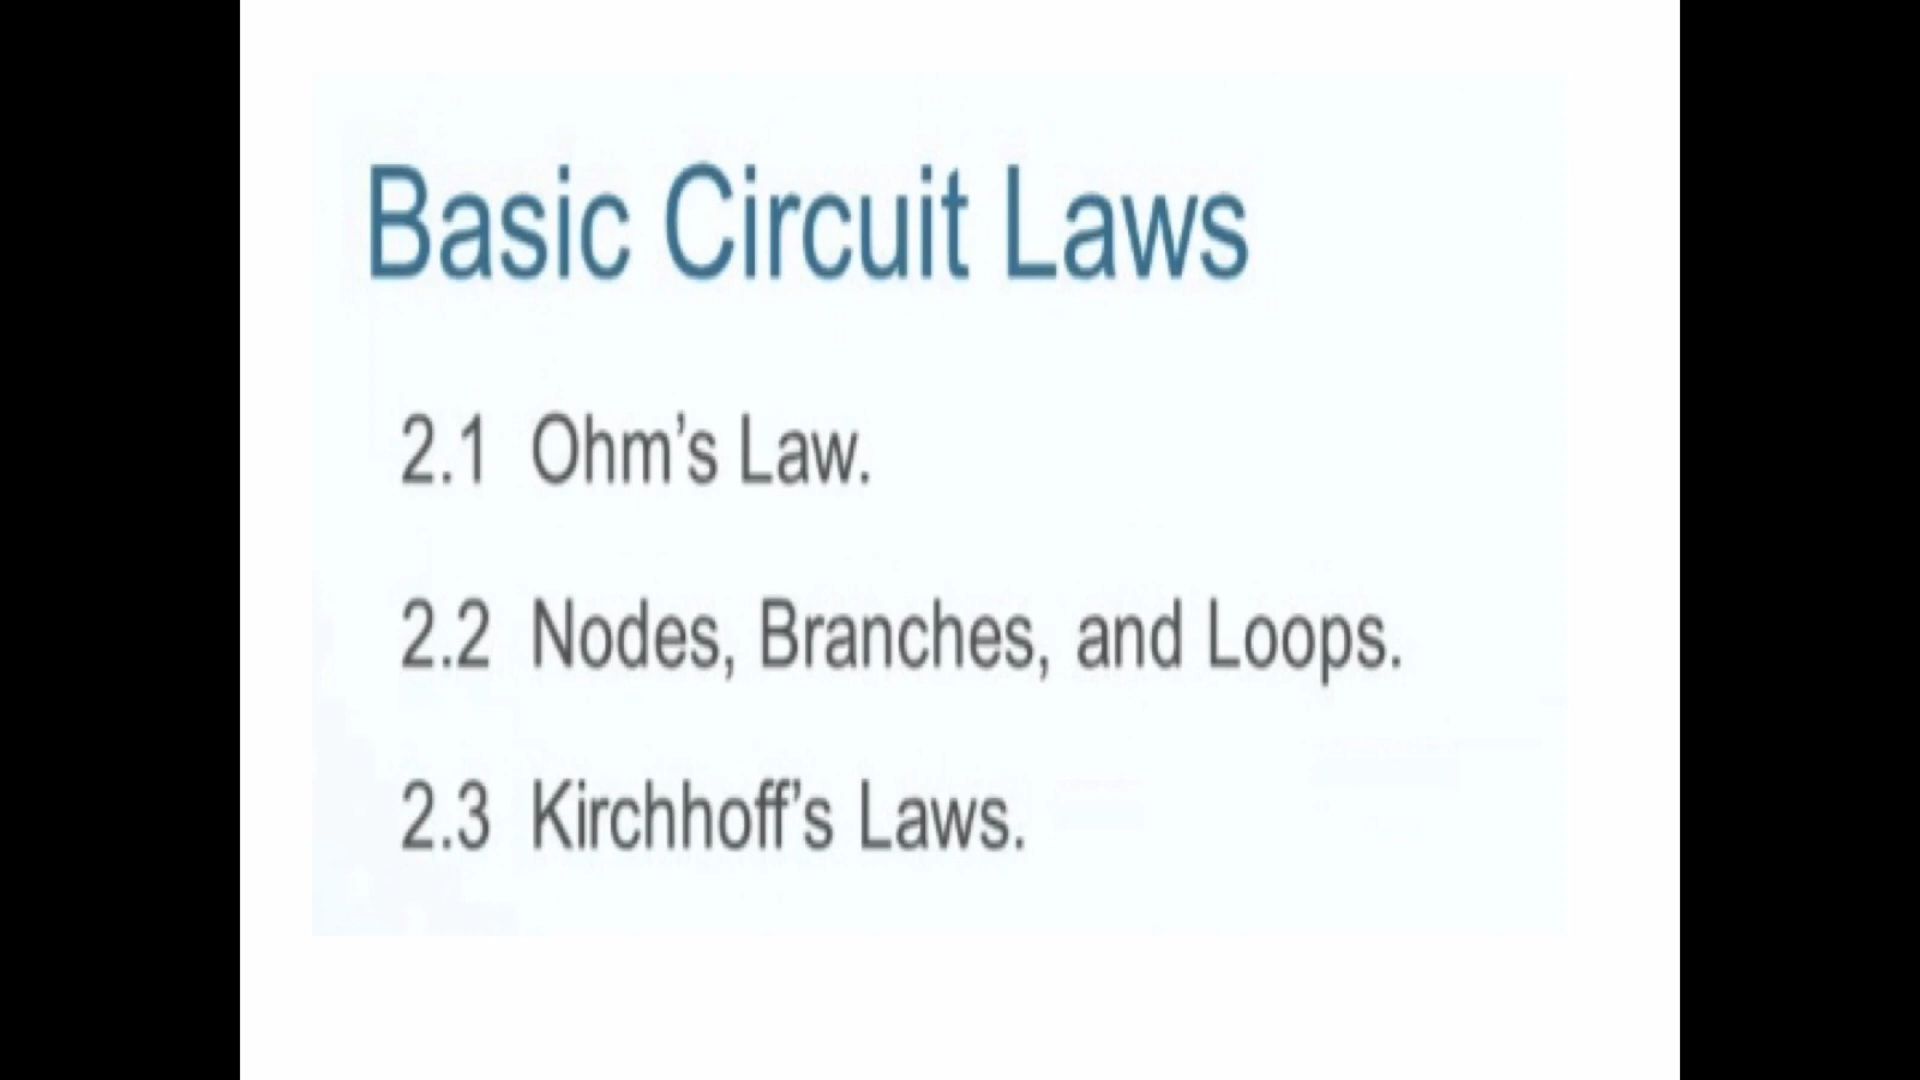 Basic Circuit Laws
2.1 Ohm’s Law.
2.2 Nodes, Branches, and Loops.
2.3 Kirchhoff’s Laws.